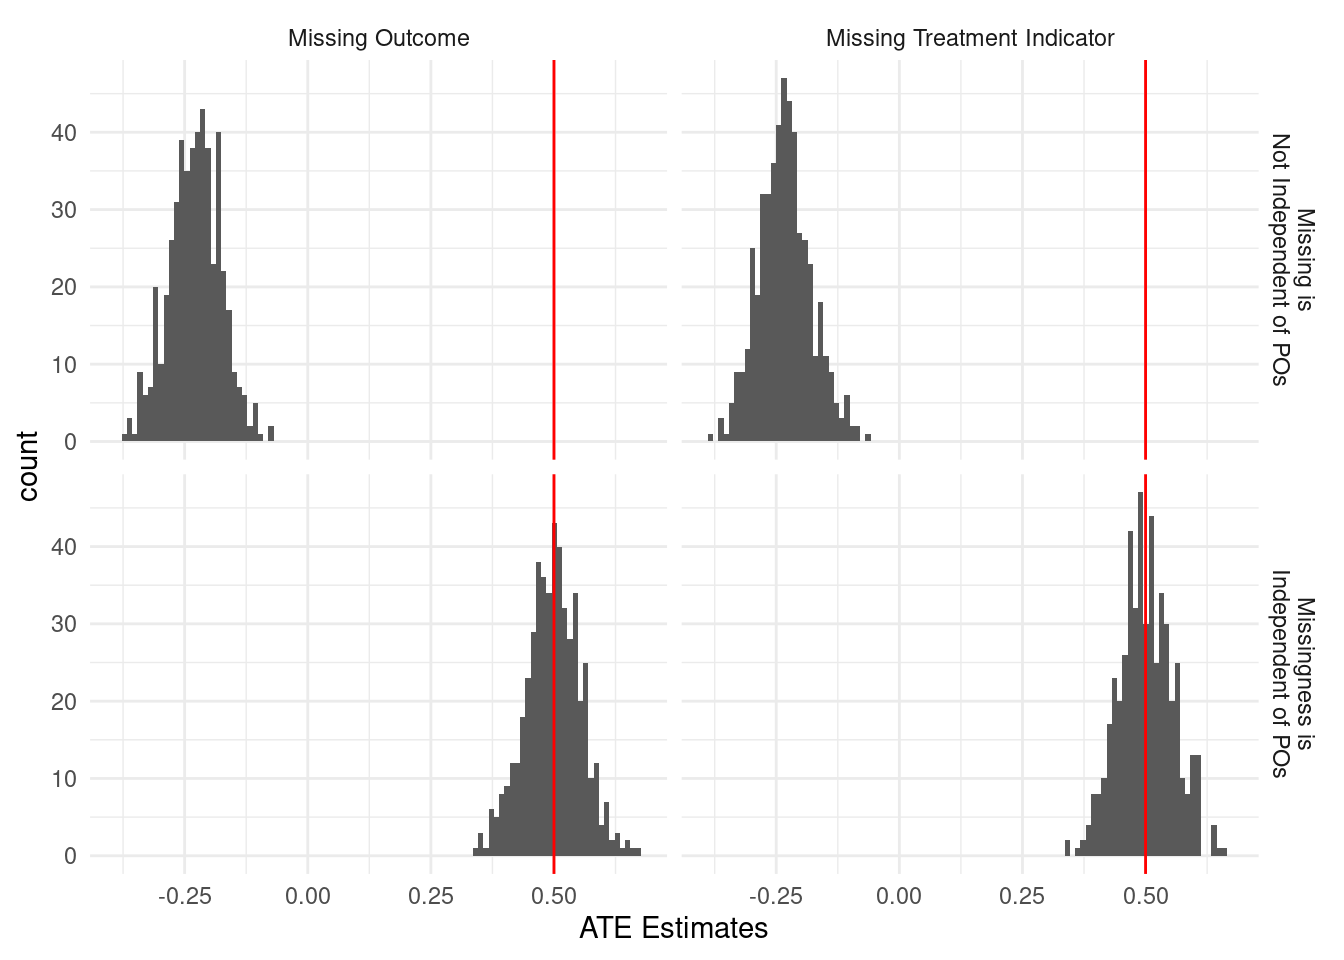 Missing Outcome
Missing Treatment Indicator
count
40
30
20
10
0
Missing is
Not Independent of POs
40
30
20
10
0
Missingness is
Independent of POs
-0.25
0.00
0.25
0.50
-0.25
0.00
0.25
0.50
ATE Estimates